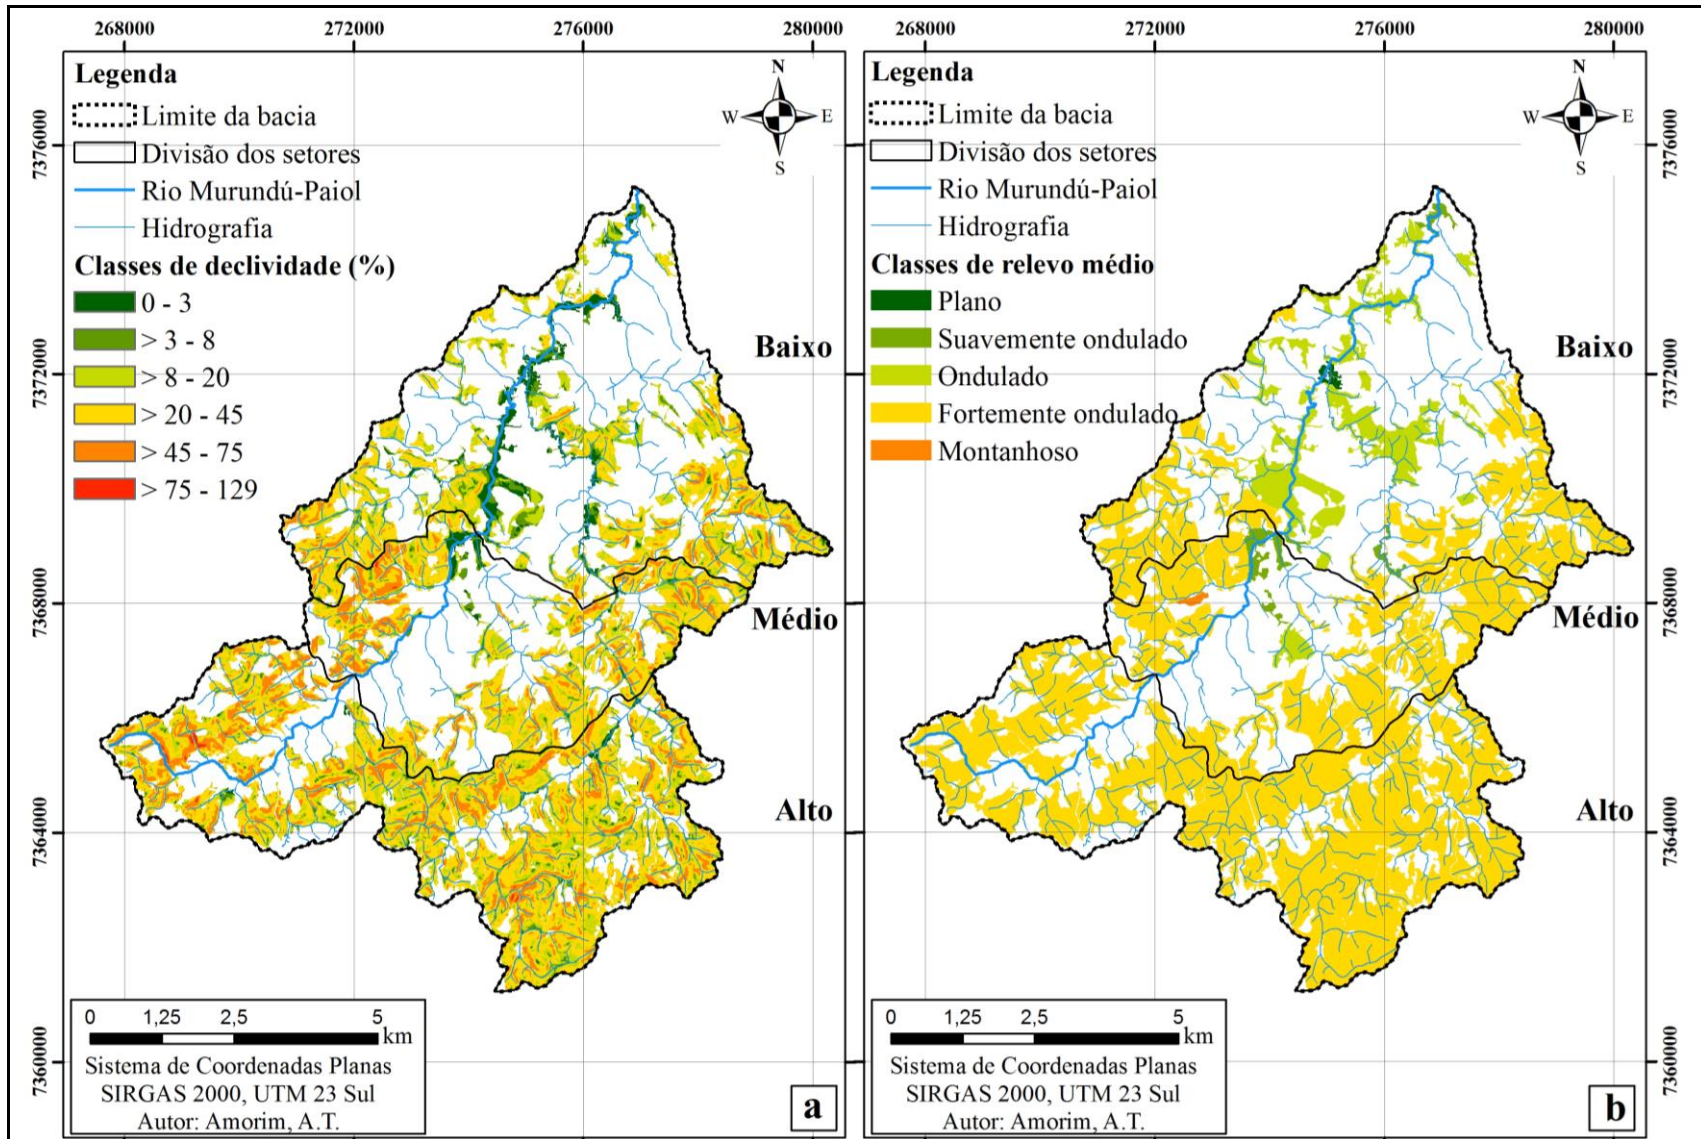 268000 272000 276000 280000
7376000
7372000
7368000
7364000
7360000
Legenda
Limite da bacia
Divisão dos setores
Rio Murundú-Paiol
Hidrografia
Classes de declividade (%)
0 - 3
> 3 - 8
> 8 - 20
> 20 - 45
> 45 - 75
> 75 - 129
N
W E
S
Baixo
Médio
Alto
0 1,25 2,5 5
km
Sistema de Coordenadas Planas
SIRGAS 2000, UTM 23 Sul
Autor: Amorim, A.T.
a
268000 272000 276000 280000
Legenda
Limite da bacia
Divisão dos setores
Rio Murundú-Paiol
Hidrografia
Classes de relevo médio
Plano
Suavemente ondulado
Ondulado
Fortemente ondulado
Montanhoso
N
W E
S
Baixo
Médio
Alto
0 1,25 2,5 5
km
Sistema de Coordenadas Planas
SIRGAS 2000, UTM 23 Sul
Autor: Amorim, A.T.
b
7376000
7372000
7368000
7364000
7360000